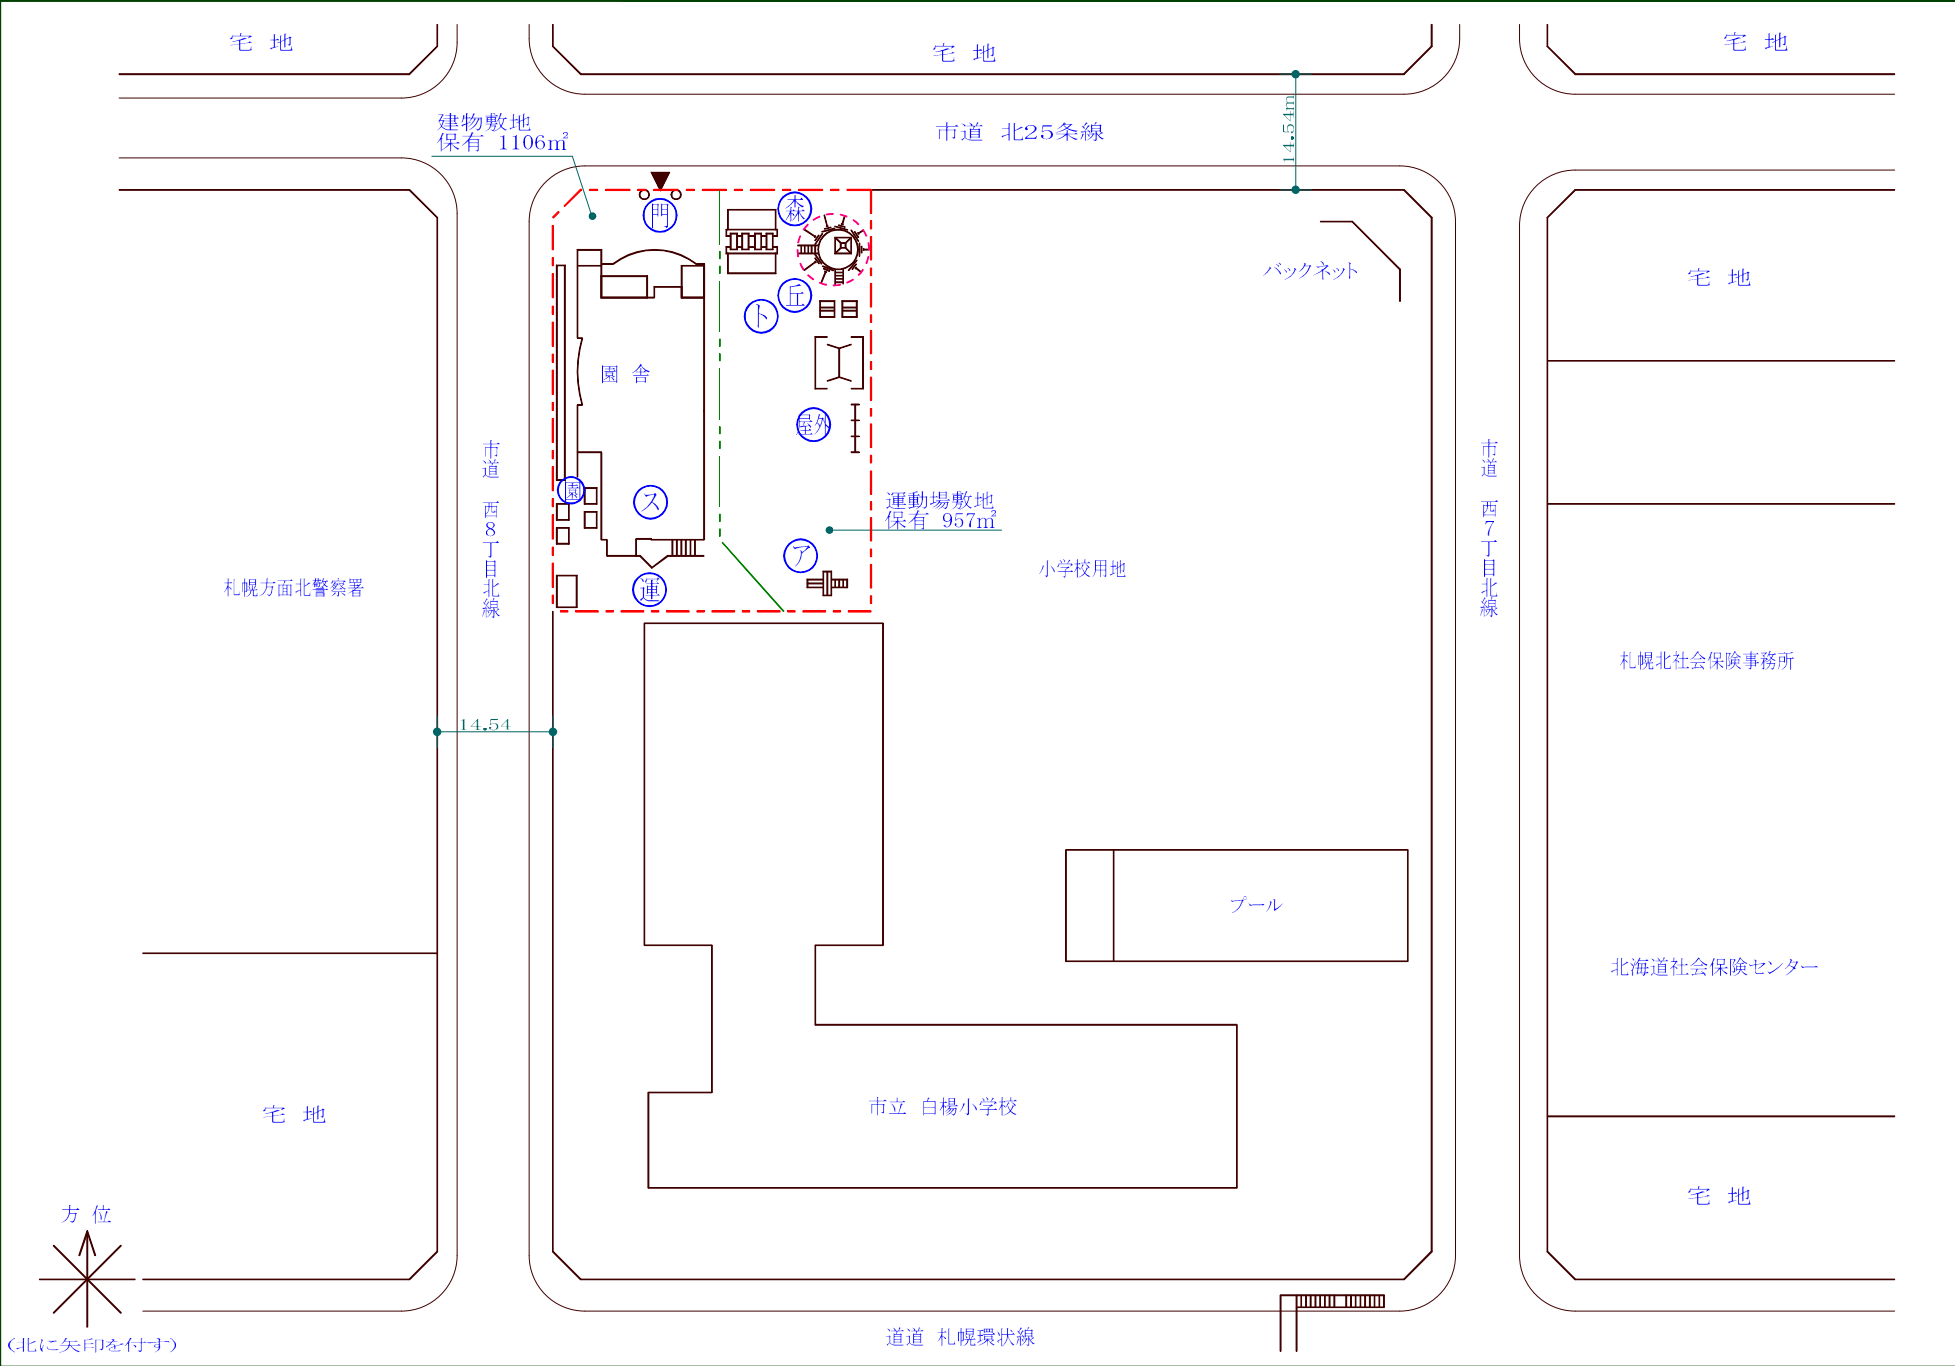 宅 地
宅 地
宅 地
建物敷地
保有 1106㎡
市道 北25条線
14.54m
門
森
バックネット
宅 地
丘
ト
園 舎
屋外
市道 西8丁目北線
市道 西7丁目北線
園
ス
運動場敷地
保有 957㎡
ア
小学校用地
札幌方面北警察署
運
札幌北社会保険事務所
14.54
プール
北海道社会保険センター
宅 地
市立 白楊小学校
宅 地
方 位
道道 札幌環状線
(北に矢印を付す)